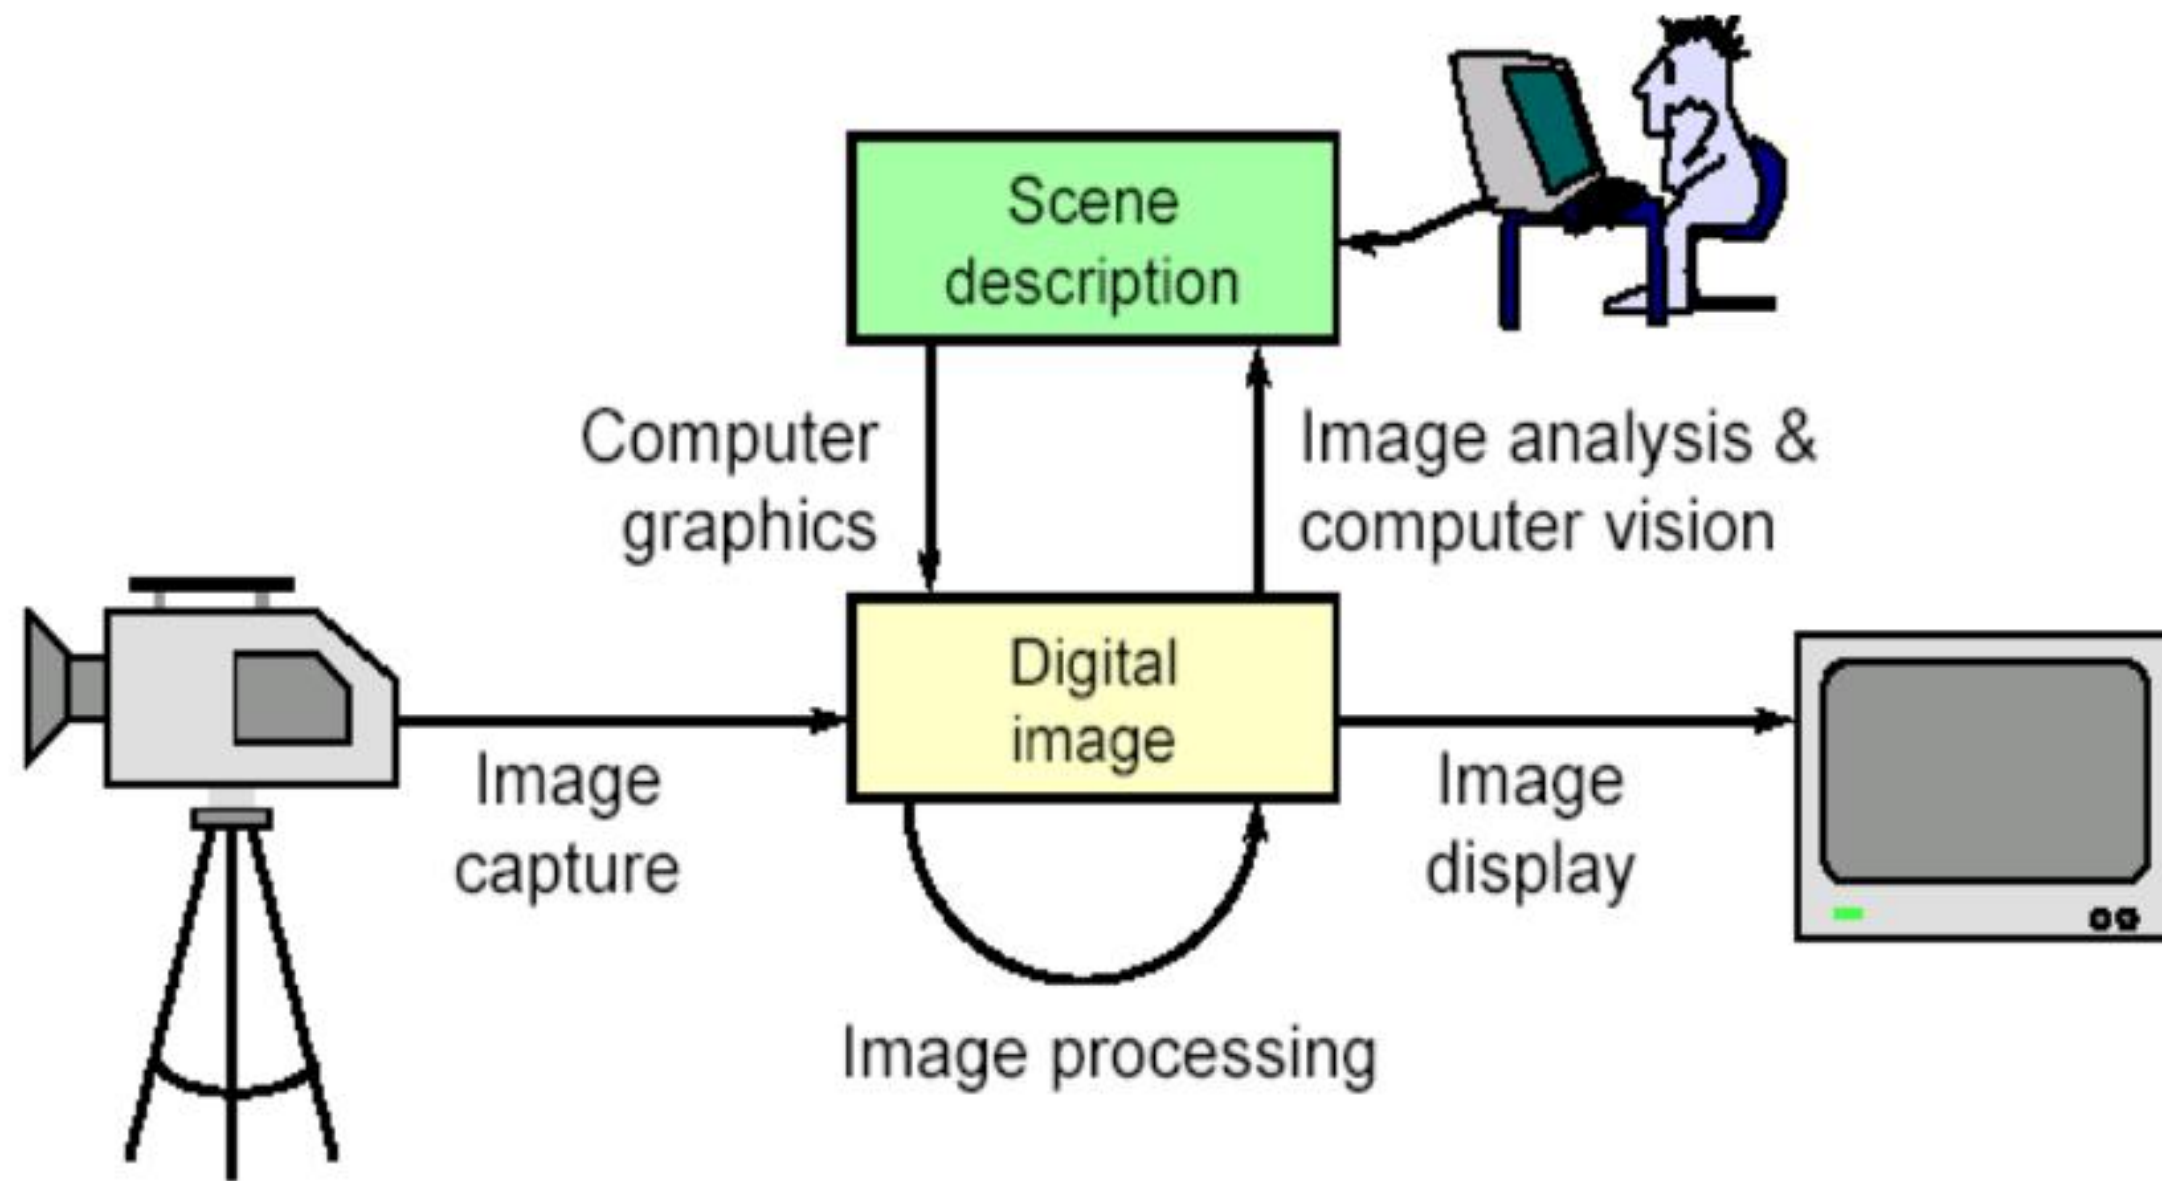 Scene
description
Computer
graphics
Image analysis &
computer vision
Digital
image
Image
capture
Image
display
Image processing